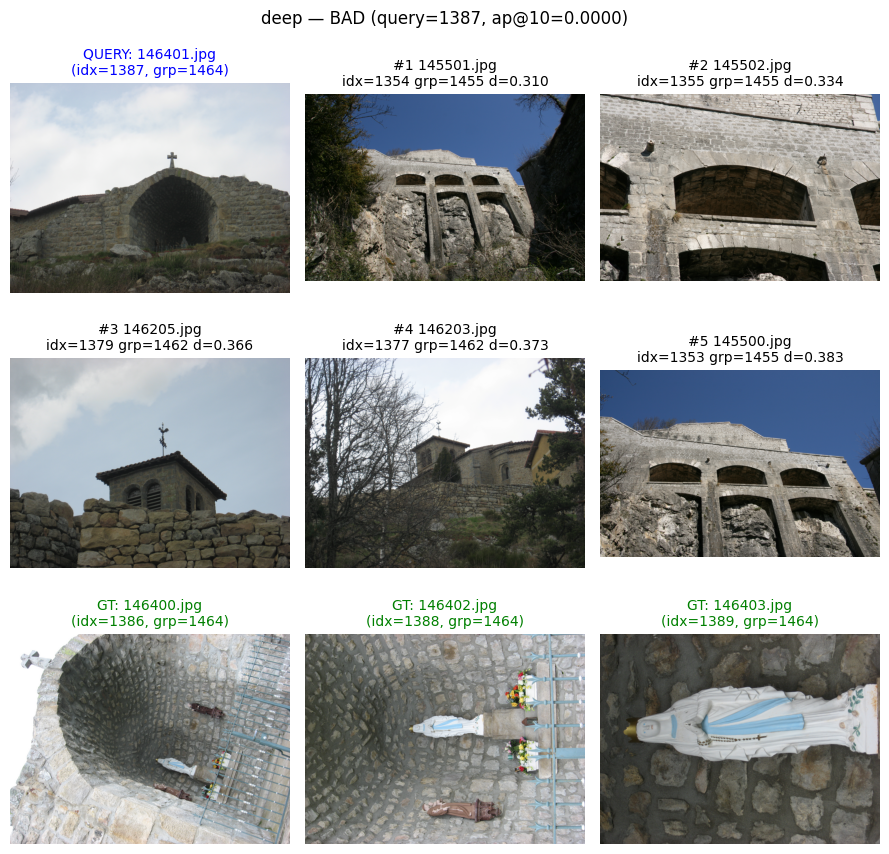 deep — BAD (query=1387, ap@10=0.0000)
QUERY: 146401.jpg
(idx=1387, grp=1464)
#1 145501.jpg
idx=1354 grp=1455 d=0.310
#2 145502.jpg
idx=1355 grp=1455 d=0.334
#3 146205.jpg
idx=1379 grp=1462 d=0.366
#4 146203.jpg
idx=1377 grp=1462 d=0.373
#5 145500.jpg
idx=1353 grp=1455 d=0.383
GT: 146400.jpg
(idx=1386, grp=1464)
GT: 146402.jpg
(idx=1388, grp=1464)
GT: 146403.jpg
(idx=1389, grp=1464)